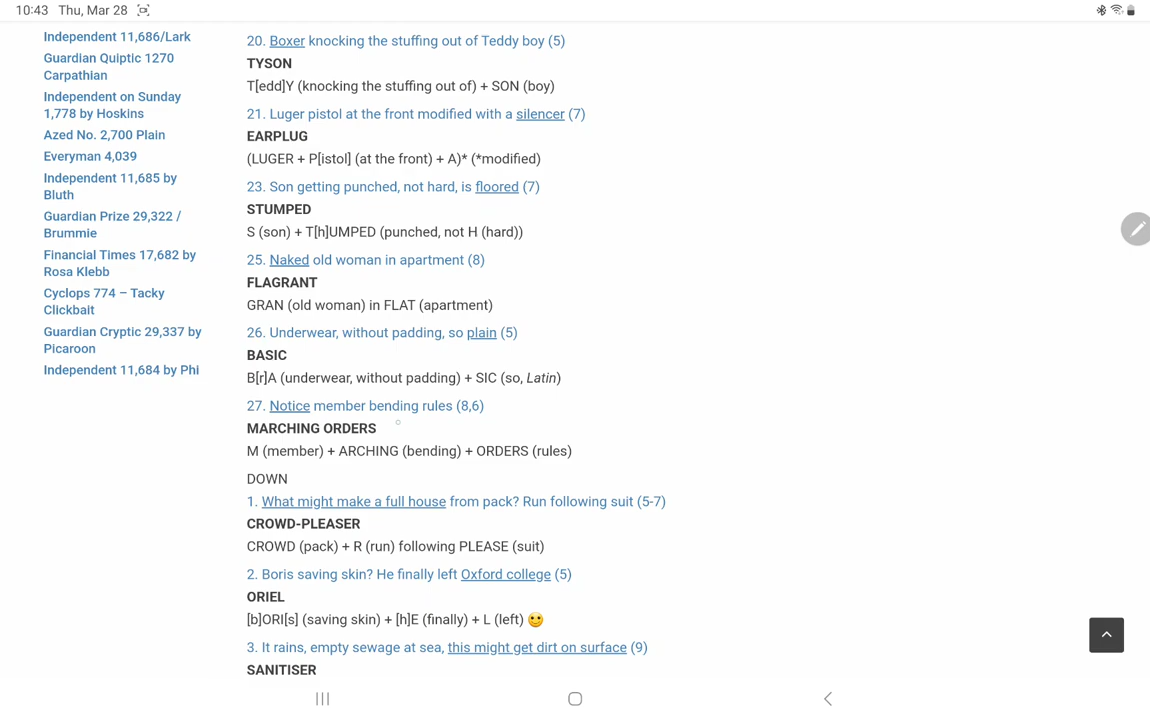 10:43 Thu, Mar 28
Independent 11,686/Lark
Guardian Quiptic 1270
Carpathian
Independent on Sunday
1,778 by Hoskins
Azed No. 2,700 Plain
Everyman 4,039
Independent 11,685 by
Bluth
Guardian Prize 29,322 /
Brummie
Financial Times 17,682 by
Rosa Klebb
Cyclops 774 – Tacky
Clickbait
Guardian Cryptic 29,337 by
Picaroon
Independent 11,684 by Phi
20. Boxer knocking the stuffing out of Teddy boy (5)
TYSON
T[edd]Y (knocking the stuffing out of) + SON (boy)
21. Luger pistol at the front modified with a silencer (7)
EARPLUG
(LUGER + P[istol] (at the front) + A)* (*modified)
23. Son getting punched, not hard, is floored (7)
STUMPED
S (son) + T[h]UMPED (punched, not H (hard))
25. Naked old woman in apartment (8)
FLAGRANT
GRAN (old woman) in FLAT (apartment)
26. Underwear, without padding, so plain (5)
BASIC
B[r]A (underwear, without padding) + SIC (so, Latin)
27. Notice member bending rules (8,6)
MARCHING ORDERS
M (member) + ARCHING (bending) + ORDERS (rules)
DOWN
1. What might make a full house from pack? Run following suit (5-7)
CROWD-PLEASER
CROWD (pack) + R (run) following PLEASE (suit)
2. Boris saving skin? He finally left Oxford college (5)
ORIEL
[b]ORI[s] (saving skin) + [h]E (finally) + L (left) 🙂
3. It rains, empty sewage at sea, this might get dirt on surface (9)
SANITISER